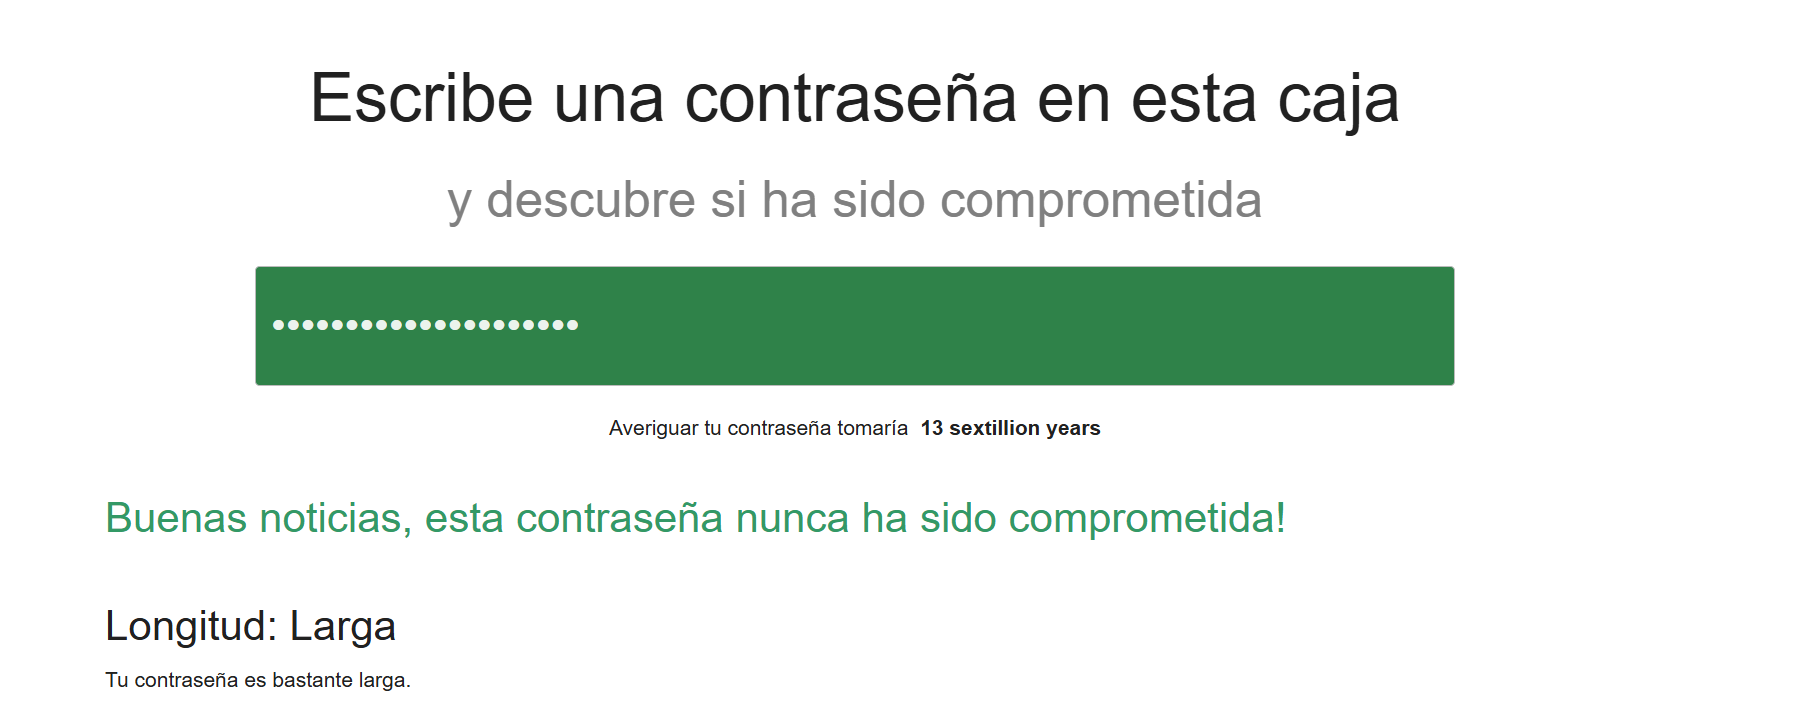 Escribe una contraseña en esta caja
y descubre si ha sido comprometida
•••••••••••••••••••••
Averiguar tu contraseña tomaría 13 sextillion years
Buenas noticias, esta contraseña nunca ha sido comprometida!
Longitud: Larga
Tu contraseña es bastante larga.